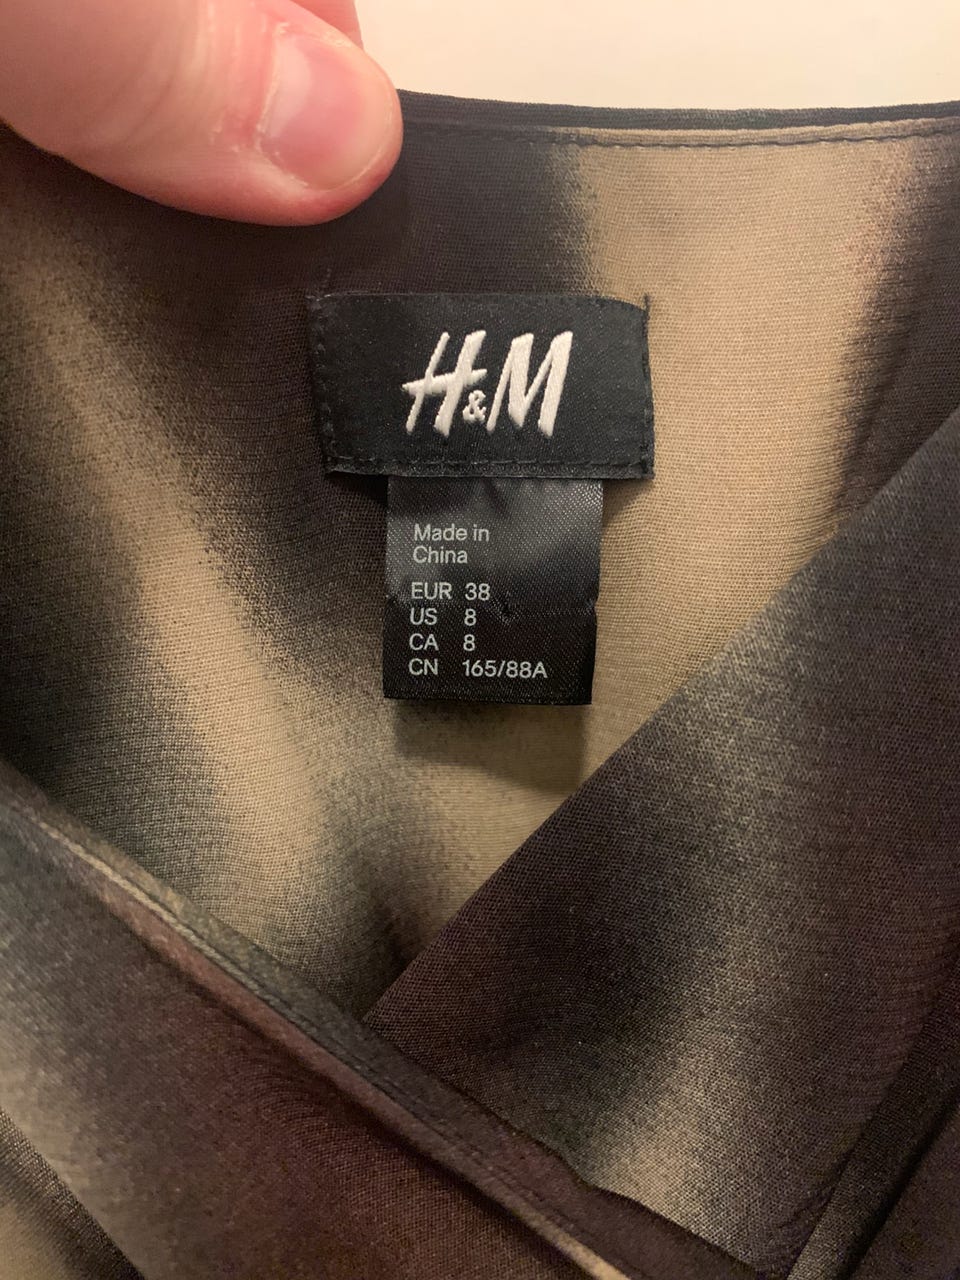 H&M
Made in
China
EUR 38
US 8
CA 8
CN 165/88A